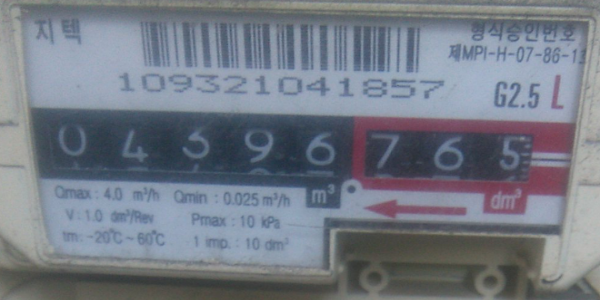 지텍
형식승인번호
제MPI-H-07-86-1
109321041857
G2.5 L
04396 765
m³
dm³
Qmax : 4.0 m³/h Qmin : 0.025 m³/h
V : 1.0 dm³/Rev Pmax : 10 kPa
tm: -20°C ~ 60°C 1 imp. : 10 dm³